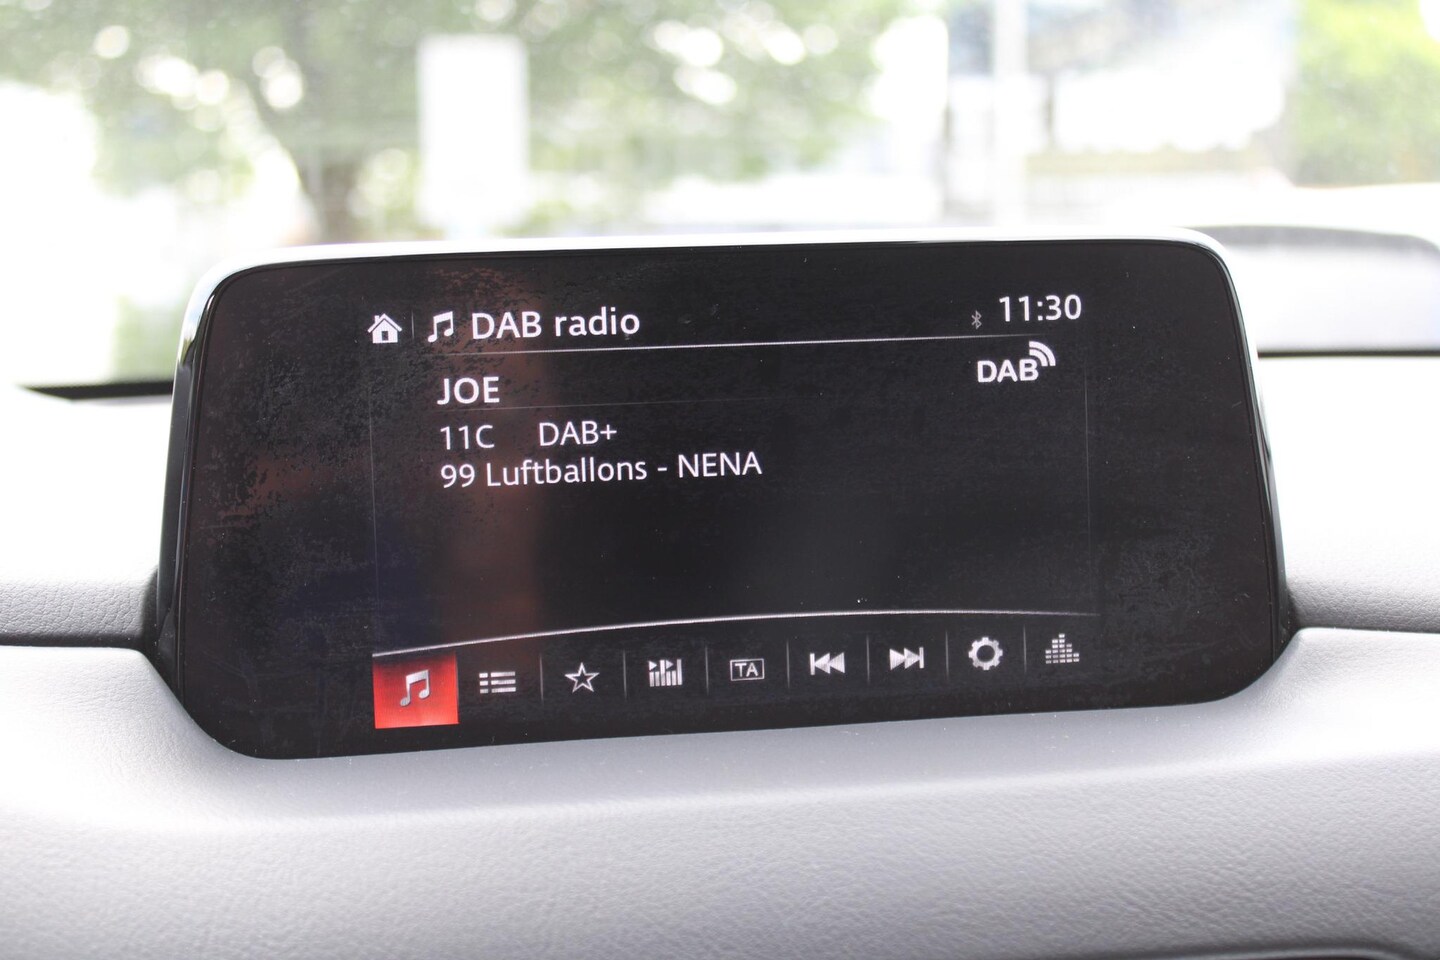 DAB radio
11:30
DAB
JOE
11C DAB+
99 Luftballons - NENA
TA